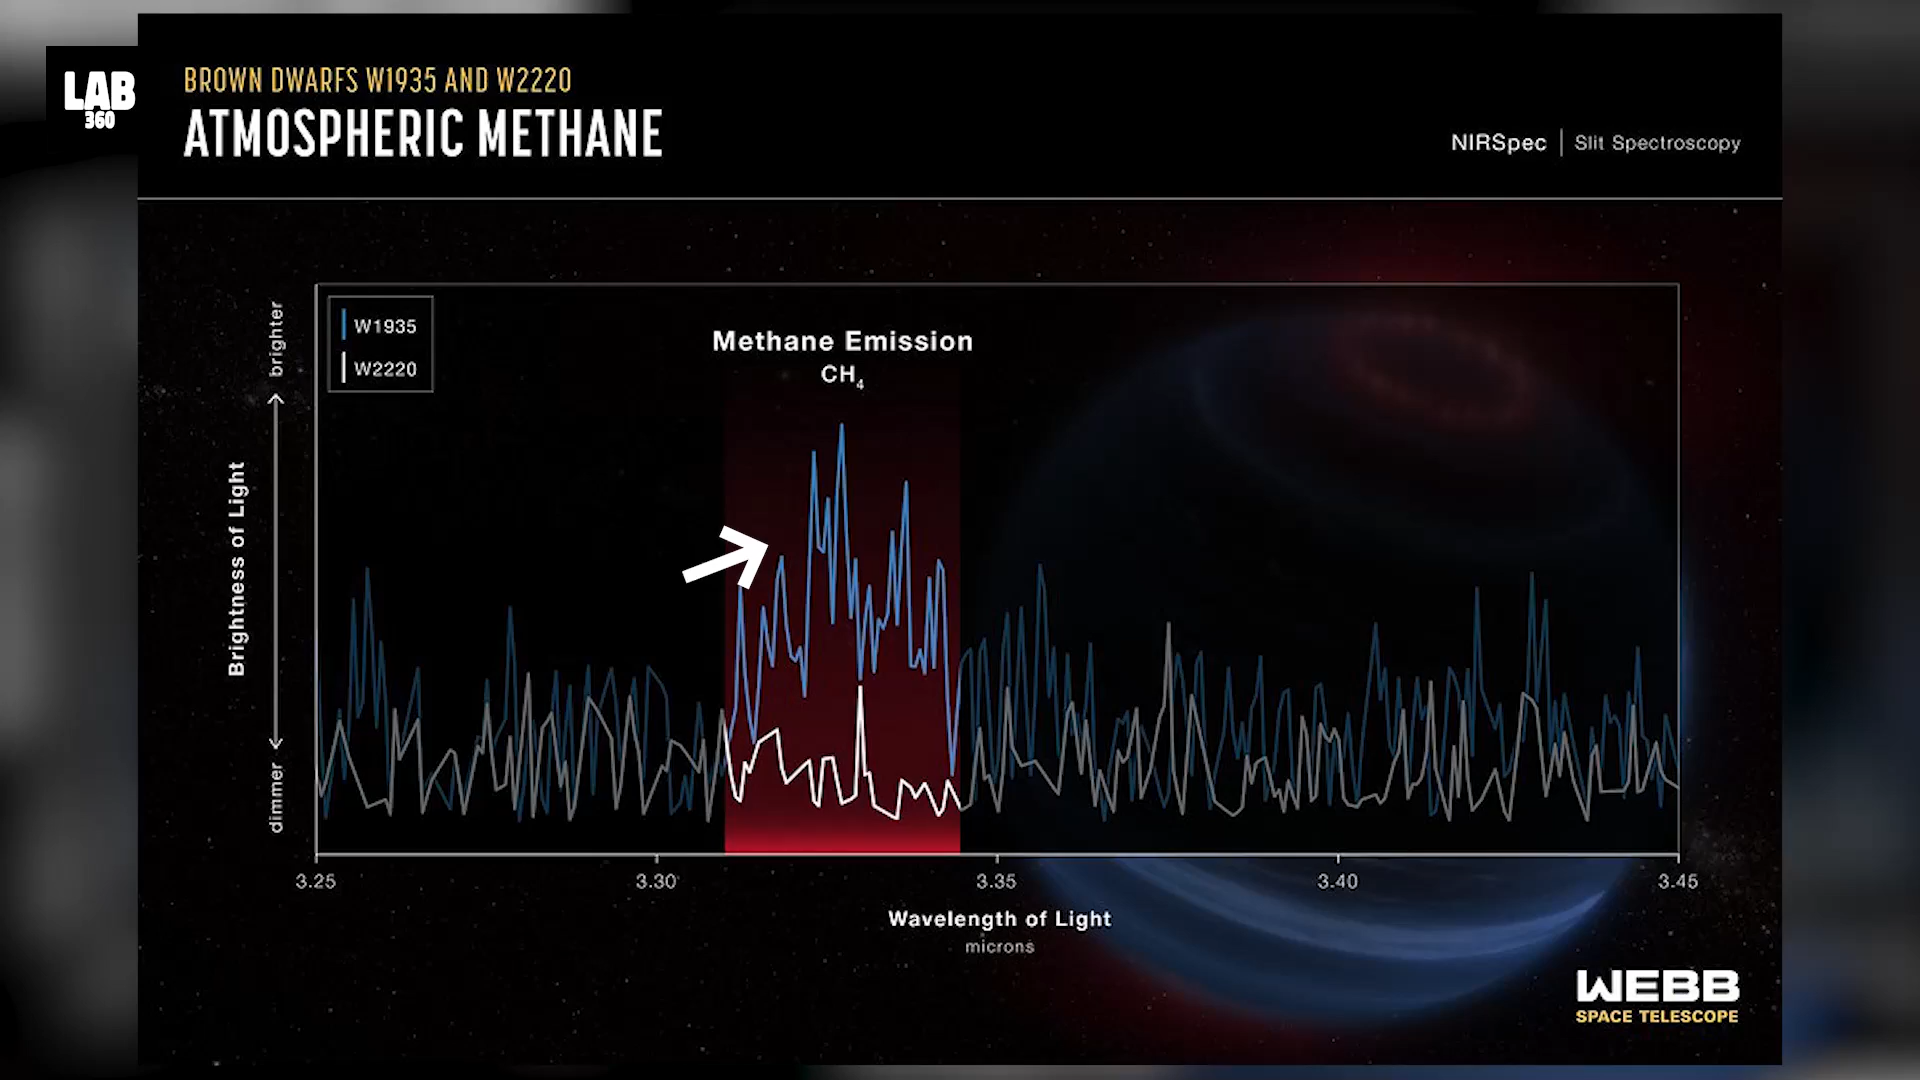 LAB
360
BROWN DWARFS W1935 AND W2220
ATMOSPHERIC METHANE
NIRSpec | Slit Spectroscopy
W1935
W2220
Methane Emission
CH₄
brighter
Brightness of Light
dimmer
3.25 3.30 3.35 3.40 3.45
Wavelength of Light
microns
WEBB
SPACE TELESCOPE